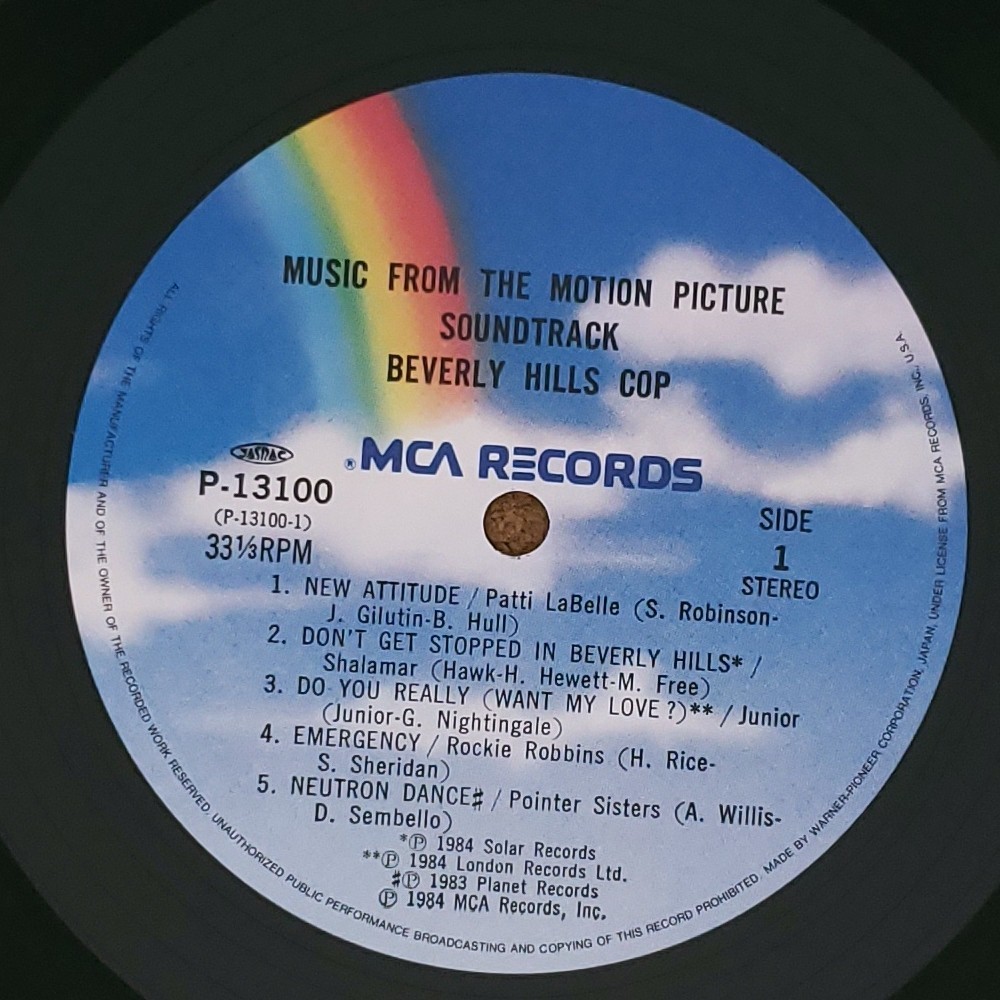 MUSIC FROM THE MOTION PICTURE
SOUNDTRACK
BEVERLY HILLS COP
JASRAC
® MCA RECORDS
P-13100
(P-13100-1)
33⅓RPM
SIDE
1
STEREO
1. NEW ATTITUDE / Patti LaBelle (S. Robinson-
J. Gilutin-B. Hull)
2. DON'T GET STOPPED IN BEVERLY HILLS* /
Shalamar (Hawk-H. Hewett-M. Free)
3. DO YOU REALLY (WANT MY LOVE?)** / Junior
(Junior-G. Nightingale)
4. EMERGENCY / Rockie Robbins (H. Rice-
S. Sheridan)
5. NEUTRON DANCE♯ / Pointer Sisters (A. Willis-
D. Sembello)
*℗ 1984 Solar Records
**℗ 1984 London Records Ltd.
♯℗ 1983 Planet Records
℗ 1984 MCA Records, Inc.
ALL RIGHTS OF THE MANUFACTURER AND OF THE OWNER OF THE RECORDED WORK RESERVED. UNAUTHORIZED PUBLIC PERFORMANCE BROADCASTING AND COPYING OF THIS RECORD PROHIBITED. MADE BY WARNER-PIONEER CORPORATION, JAPAN, UNDER LICENSE FROM MCA RECORDS, INC., U.S.A.